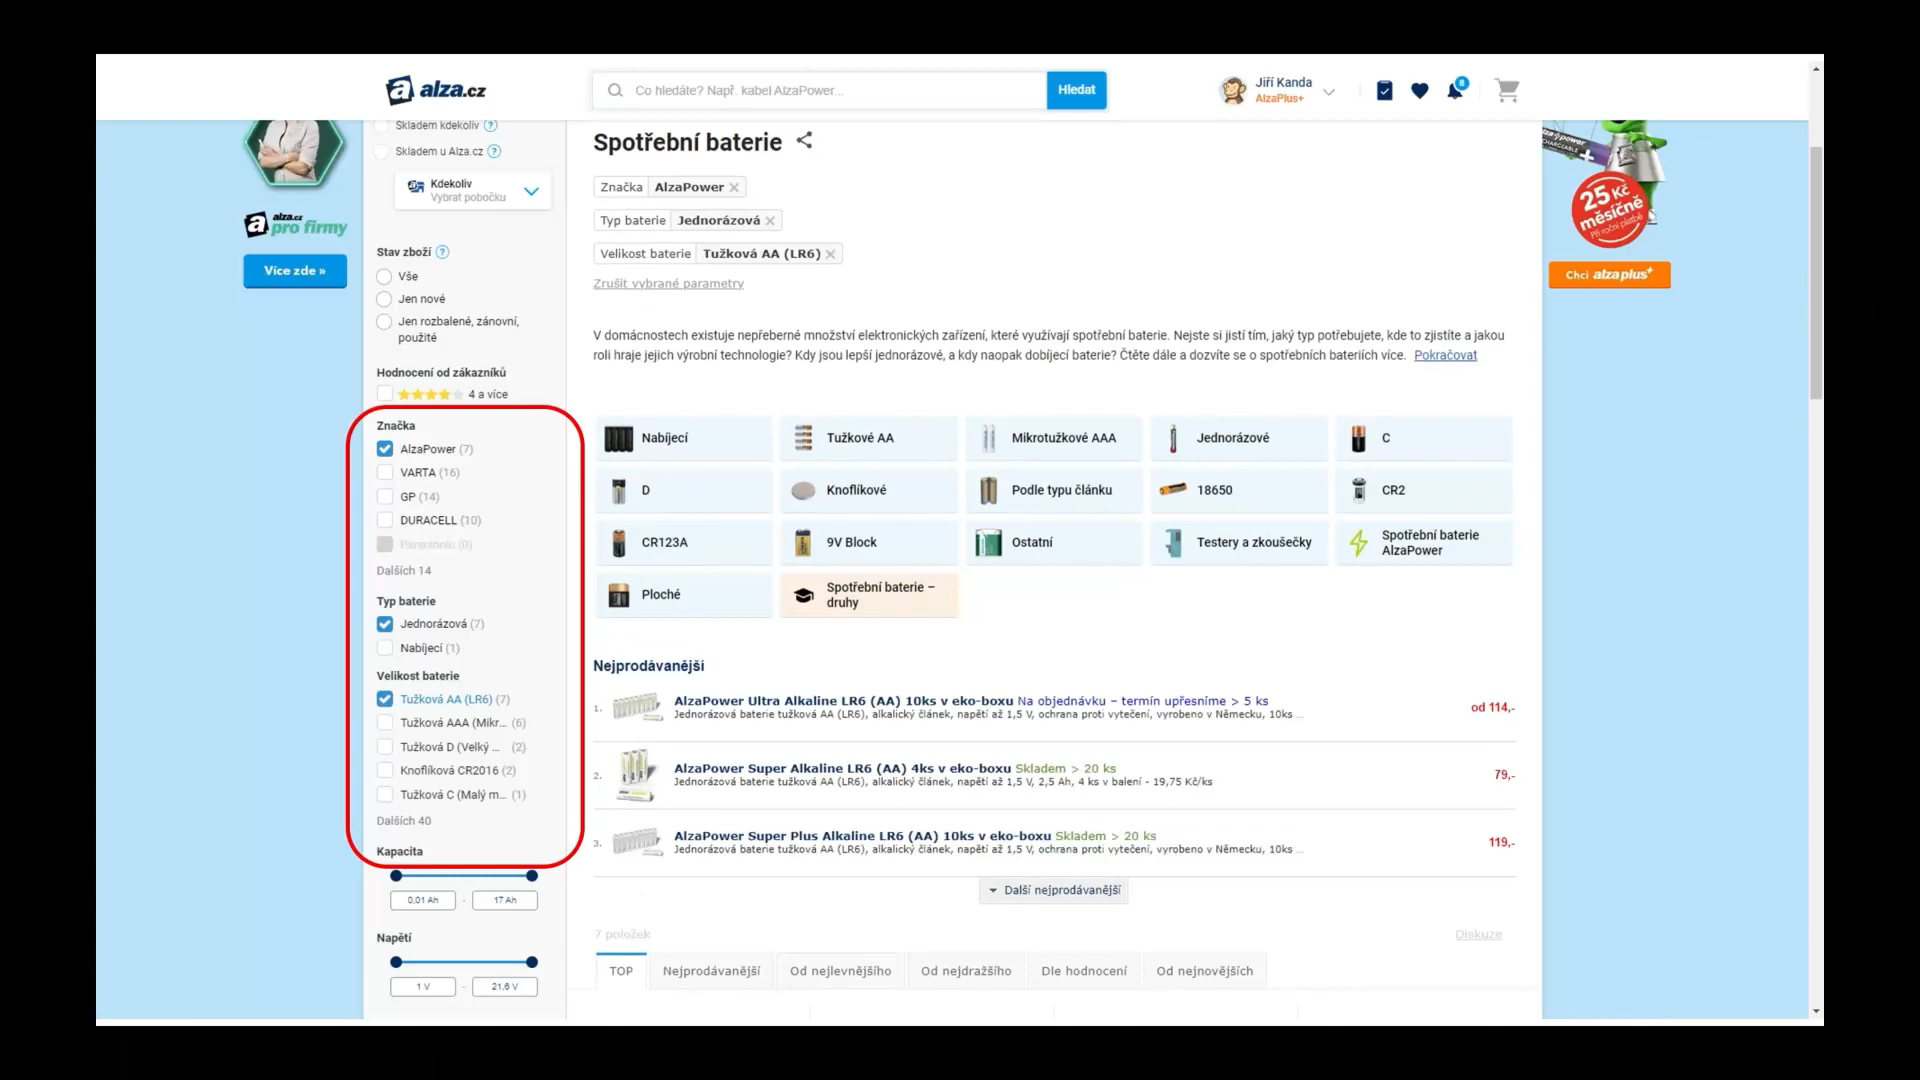 alza.cz
Co hledáte? Např. kabel AlzaPower...
Hledat
Jiří Kanda
AlzaPlus+
8
alza.cz
pro firmy
Více zde »
Skladem kdekoliv ?
Skladem u Alza.cz ?
Kdekoliv
Vybrat pobočku
Stav zboží ?
Vše
Jen nové
Jen rozbalené, zánovní,
použité
Hodnocení od zákazníků
4 a více
Značka
AlzaPower (7)
VARTA (16)
GP (14)
DURACELL (10)
Panasonic (0)
Dalších 14
Typ baterie
Jednorázová (7)
Nabíjecí (1)
Velikost baterie
Tužková AA (LR6) (7)
Tužková AAA (Mikr... (6)
Tužková D (Velký ... (2)
Knoflíková CR2016 (2)
Tužková C (Malý m... (1)
Dalších 40
Kapacita
0,01 Ah - 17 Ah
Napětí
1 V - 21,6 V
Spotřební baterie
Značka AlzaPower
Typ baterie Jednorázová
Velikost baterie Tužková AA (LR6)
Zrušit vybrané parametry
V domácnostech existuje nepřeberné množství elektronických zařízení, které využívají spotřební baterie. Nejste si jistí tím, jaký typ potřebujete, kde to zjistíte a jakou
roli hraje jejich výrobní technologie? Kdy jsou lepší jednorázové, a kdy naopak dobíjecí baterie? Čtěte dále a dozvíte se o spotřebních bateriích více. Pokračovat
Nabíjecí
Tužkové AA
Mikrotužkové AAA
Jednorázové
C
D
Knoflíkové
Podle typu článku
18650
CR2
CR123A
9V Block
Ostatní
Testery a zkoušečky
Spotřební baterie
AlzaPower
Ploché
Spotřební baterie –
druhy
Nejprodávanější
1. AlzaPower Ultra Alkaline LR6 (AA) 10ks v eko-boxu Na objednávku – termín upřesníme > 5 ks
Jednorázová baterie tužková AA (LR6), alkalický článek, napětí až 1,5 V, ochrana proti vytečení, vyrobeno v Německu, 10ks ...
od 114,-
2. AlzaPower Super Alkaline LR6 (AA) 4ks v eko-boxu Skladem > 20 ks
Jednorázová baterie tužková AA (LR6), alkalický článek, napětí až 1,5 V, 2,5 Ah, 4 ks v balení - 19,75 Kč/ks
79,-
3. AlzaPower Super Plus Alkaline LR6 (AA) 10ks v eko-boxu Skladem > 20 ks
Jednorázová baterie tužková AA (LR6), alkalický článek, napětí až 1,5 V, ochrana proti vytečení, vyrobeno v Německu, 10ks ...
119,-
Další nejprodávanější
7 položek
Diskuze
TOP
Nejprodávanější
Od nejlevnějšího
Od nejdražšího
Dle hodnocení
Od nejnovějších
25 Kč
měsíčně
Při roční platbě
Chci alzaplus+